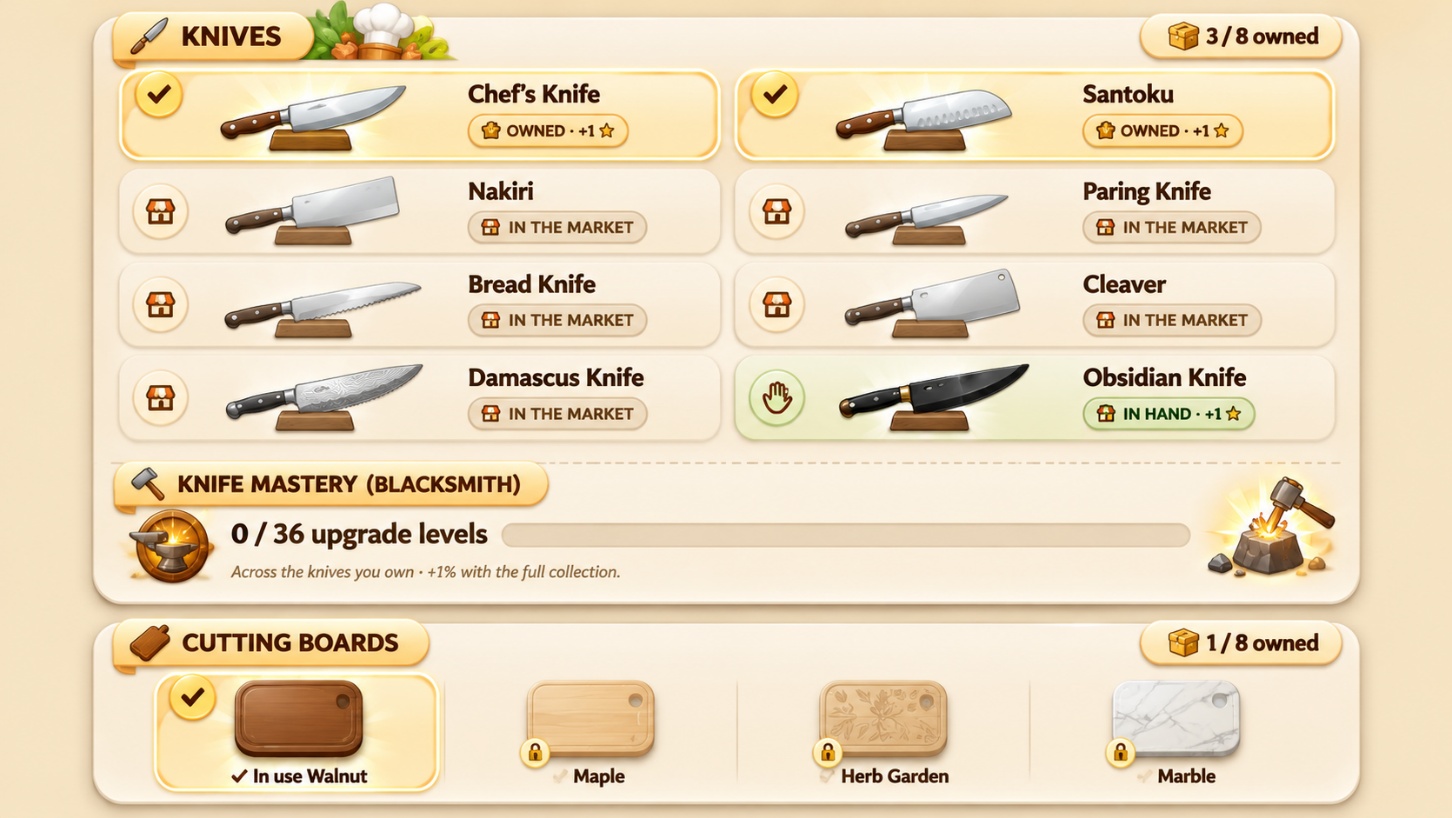 KNIVES
3 / 8 owned
Chef's Knife
OWNED · +1
Santoku
OWNED · +1
Nakiri
IN THE MARKET
Paring Knife
IN THE MARKET
Bread Knife
IN THE MARKET
Cleaver
IN THE MARKET
Damascus Knife
IN THE MARKET
Obsidian Knife
IN HAND · +1
KNIFE MASTERY (BLACKSMITH)
0 / 36 upgrade levels
Across the knives you own · +1% with the full collection.
CUTTING BOARDS
1 / 8 owned
In use Walnut
Maple
Herb Garden
Marble